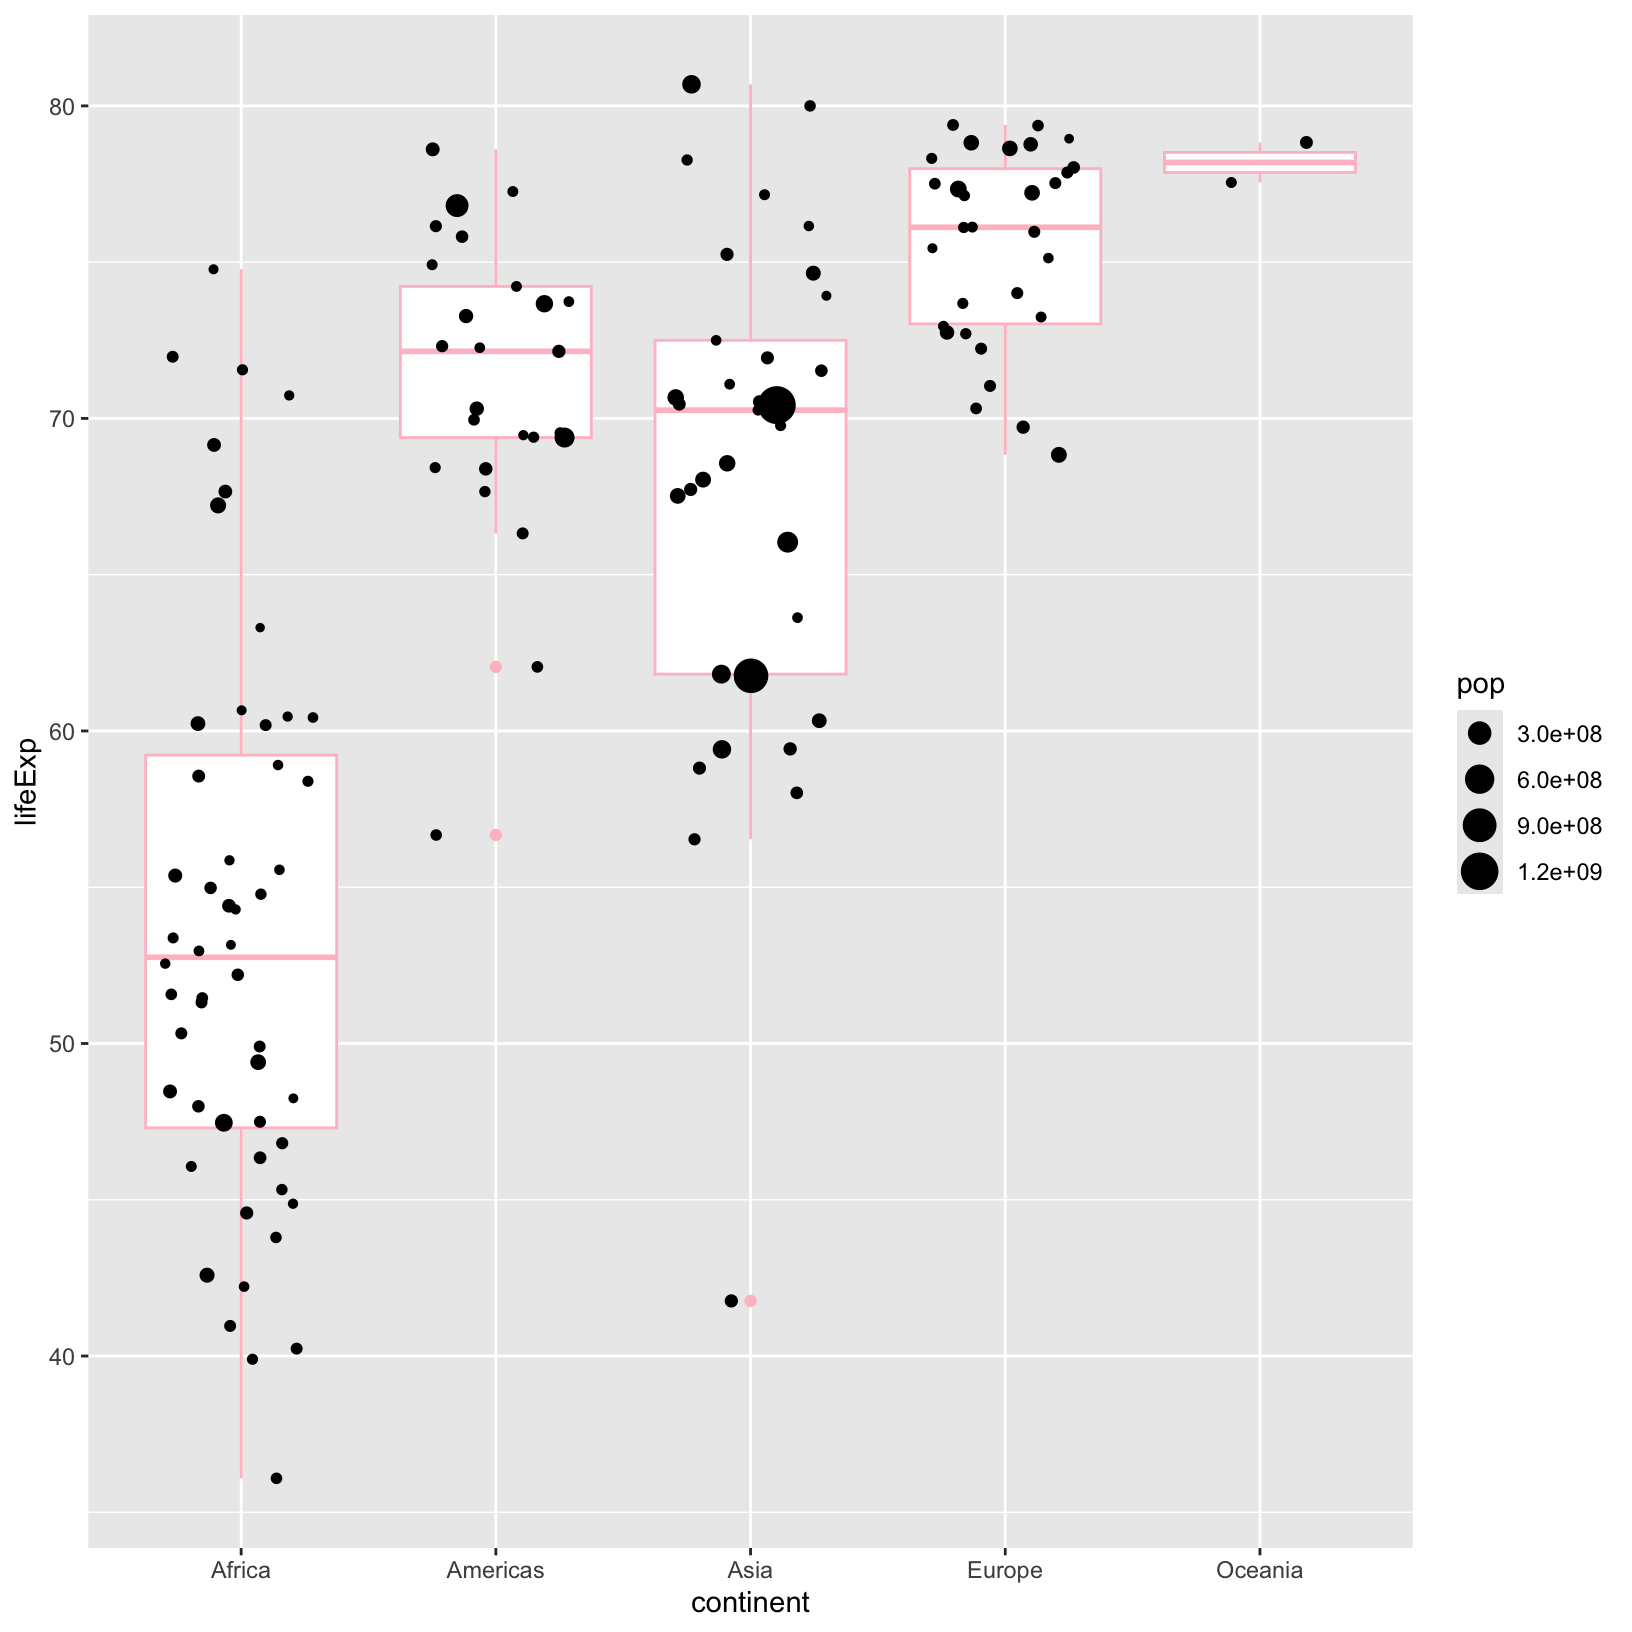 80
70
60
50
40
lifeExp
Africa
Americas
Asia
Europe
Oceania
continent
pop
3.0e+08
6.0e+08
9.0e+08
1.2e+09